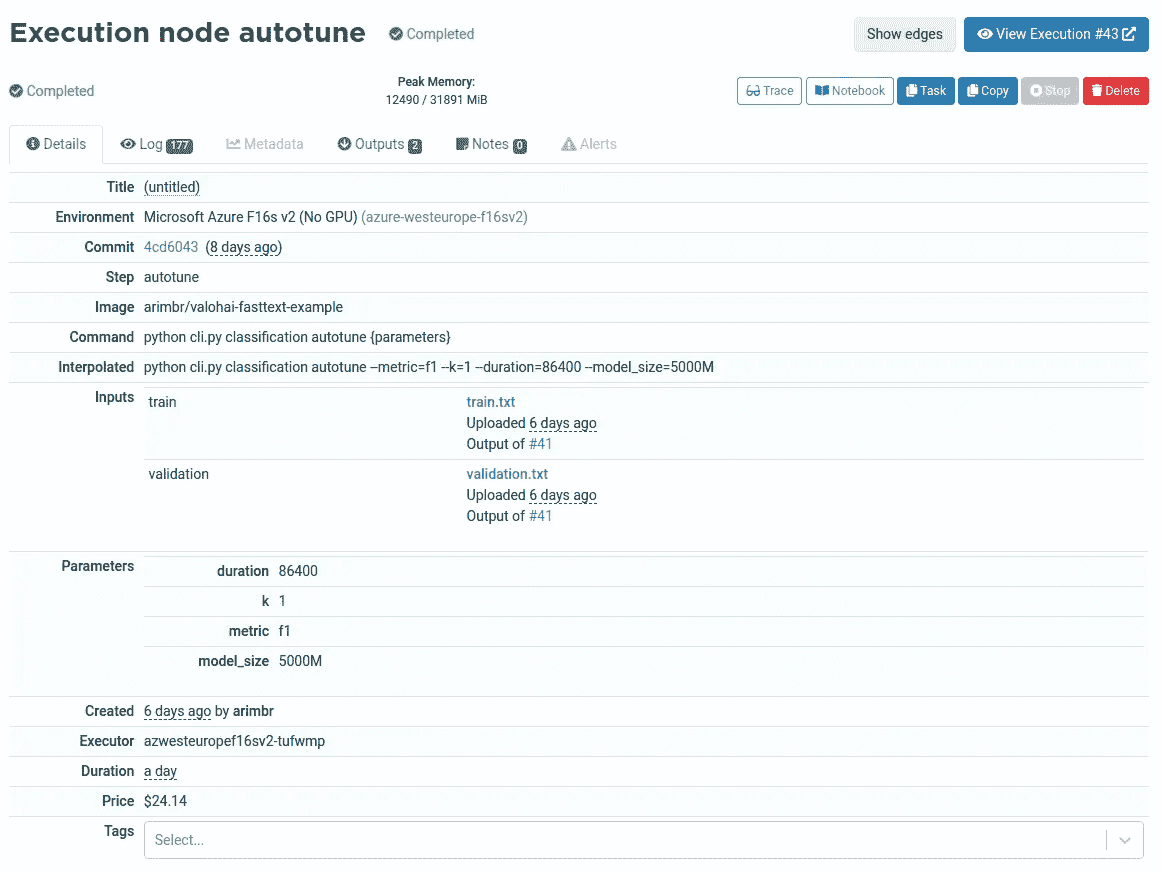 Execution node autotune Completed Show edges View Execution #43
Completed Peak Memory: Trace Notebook Task Copy Stop Delete
12490 / 31891 MiB
Details Log 177 Metadata Outputs 2 Notes 0 Alerts
Title (untitled)
Environment Microsoft Azure F16s v2 (No GPU) (azure-westeurope-f16sv2)
Commit 4cd6043 (8 days ago)
Step autotune
Image arimbr/valohai-fasttext-example
Command python cli.py classification autotune {parameters}
Interpolated python cli.py classification autotune --metric=f1 --k=1 --duration=86400 --model_size=5000M
Inputs train train.txt
Uploaded 6 days ago
Output of #41
validation validation.txt
Uploaded 6 days ago
Output of #41
Parameters duration 86400
k 1
metric f1
model_size 5000M
Created 6 days ago by arimbr
Executor azwesteuropef16sv2-tufwmp
Duration a day
Price $24.14
Tags Select...